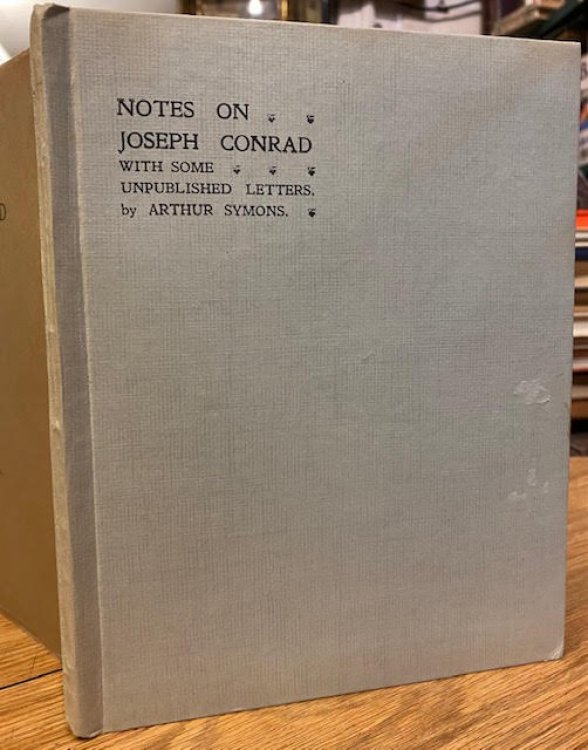 NOTES ON
JOSEPH CONRAD
WITH SOME
UNPUBLISHED LETTERS.
by ARTHUR SYMONS.